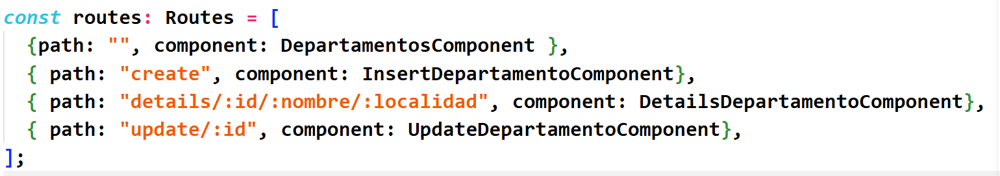 const routes: Routes = [
  {path: "", component: DepartamentosComponent },
  { path: "create", component: InsertDepartamentoComponent},
  { path: "details/:id/:nombre/:localidad", component: DetailsDepartamentoComponent},
  { path: "update/:id", component: UpdateDepartamentoComponent},
];